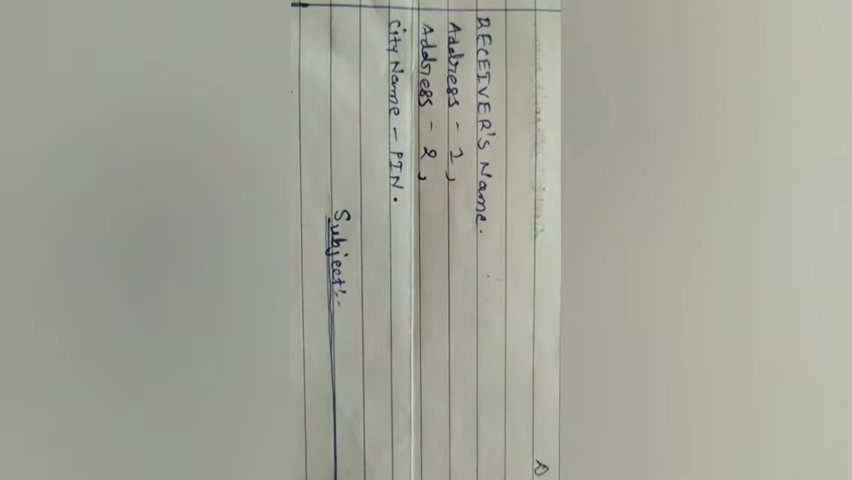 RECEIVER'S Name.
Address - 1,
Address - 2,
City Name - PIN.
Subject:-